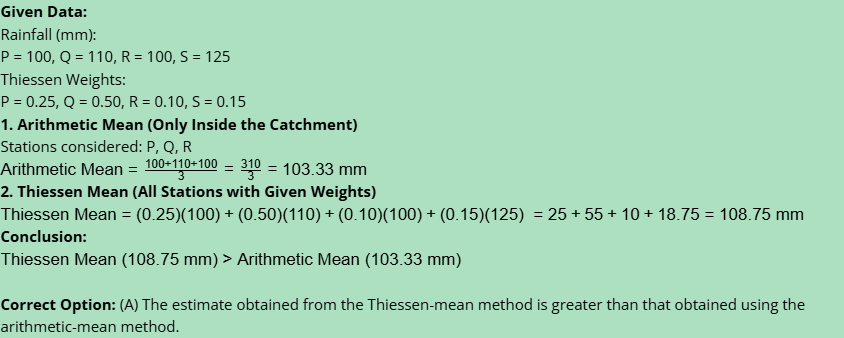 Given Data:
Rainfall (mm):
P = 100, Q = 110, R = 100, S = 125
Thiessen Weights:
P = 0.25, Q = 0.50, R = 0.10, S = 0.15
1. Arithmetic Mean (Only Inside the Catchment)
Stations considered: P, Q, R
Arithmetic Mean = \frac{100+110+100}{3} = \frac{310}{3} = 103.33 mm
2. Thiessen Mean (All Stations with Given Weights)
Thiessen Mean = (0.25)(100) + (0.50)(110) + (0.10)(100) + (0.15)(125) = 25 + 55 + 10 + 18.75 = 108.75 mm
Conclusion:
Thiessen Mean (108.75 mm) > Arithmetic Mean (103.33 mm)
Correct Option: (A) The estimate obtained from the Thiessen-mean method is greater than that obtained using the
arithmetic-mean method.